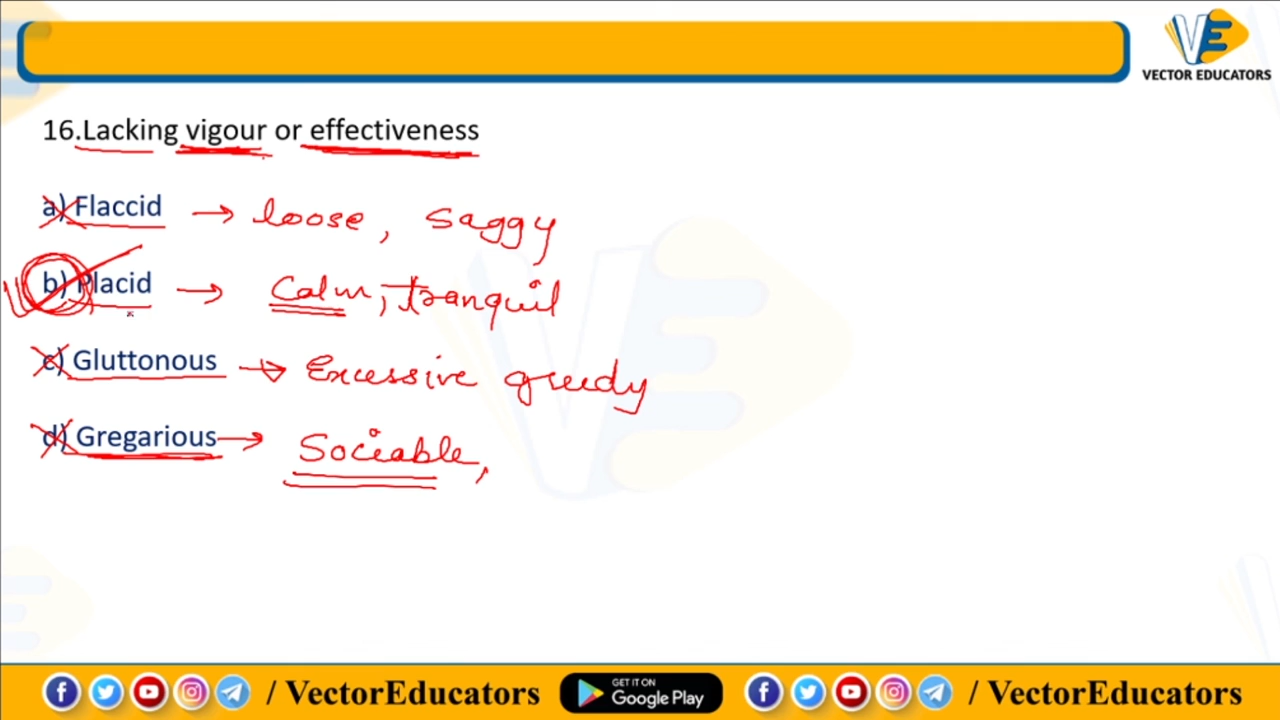 VE
VECTOR EDUCATORS
16.Lacking vigour or effectiveness
a) Flaccid → loose, saggy
b) Placid → Calm, Tranquil
c) Gluttonous → Excessive greedy
d) Gregarious → Sociable,
/ VectorEducators GET IT ON Google Play / VectorEducators